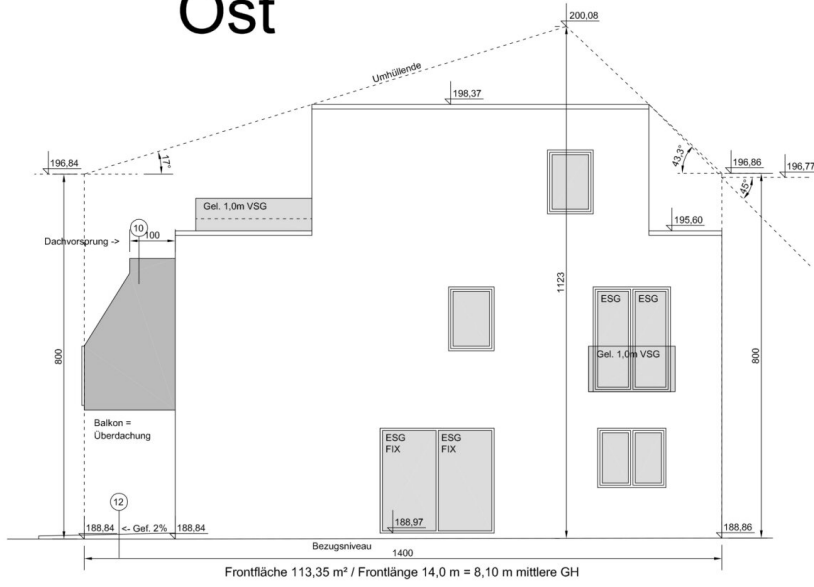 Ost
200,08
Umhüllende
198,37
196,84
17°
43,3°
196,86
196,77
45°
Gel. 1,0m VSG
10
Dachvorsprung ->
100
195,60
1123
ESG
ESG
Gel. 1,0m VSG
800
800
Balkon =
Überdachung
ESG
FIX
ESG
FIX
12
188,84
<- Gef. 2%
188,84
188,97
188,86
Bezugsniveau
1400
Frontfläche 113,35 m² / Frontlänge 14,0 m = 8,10 m mittlere GH